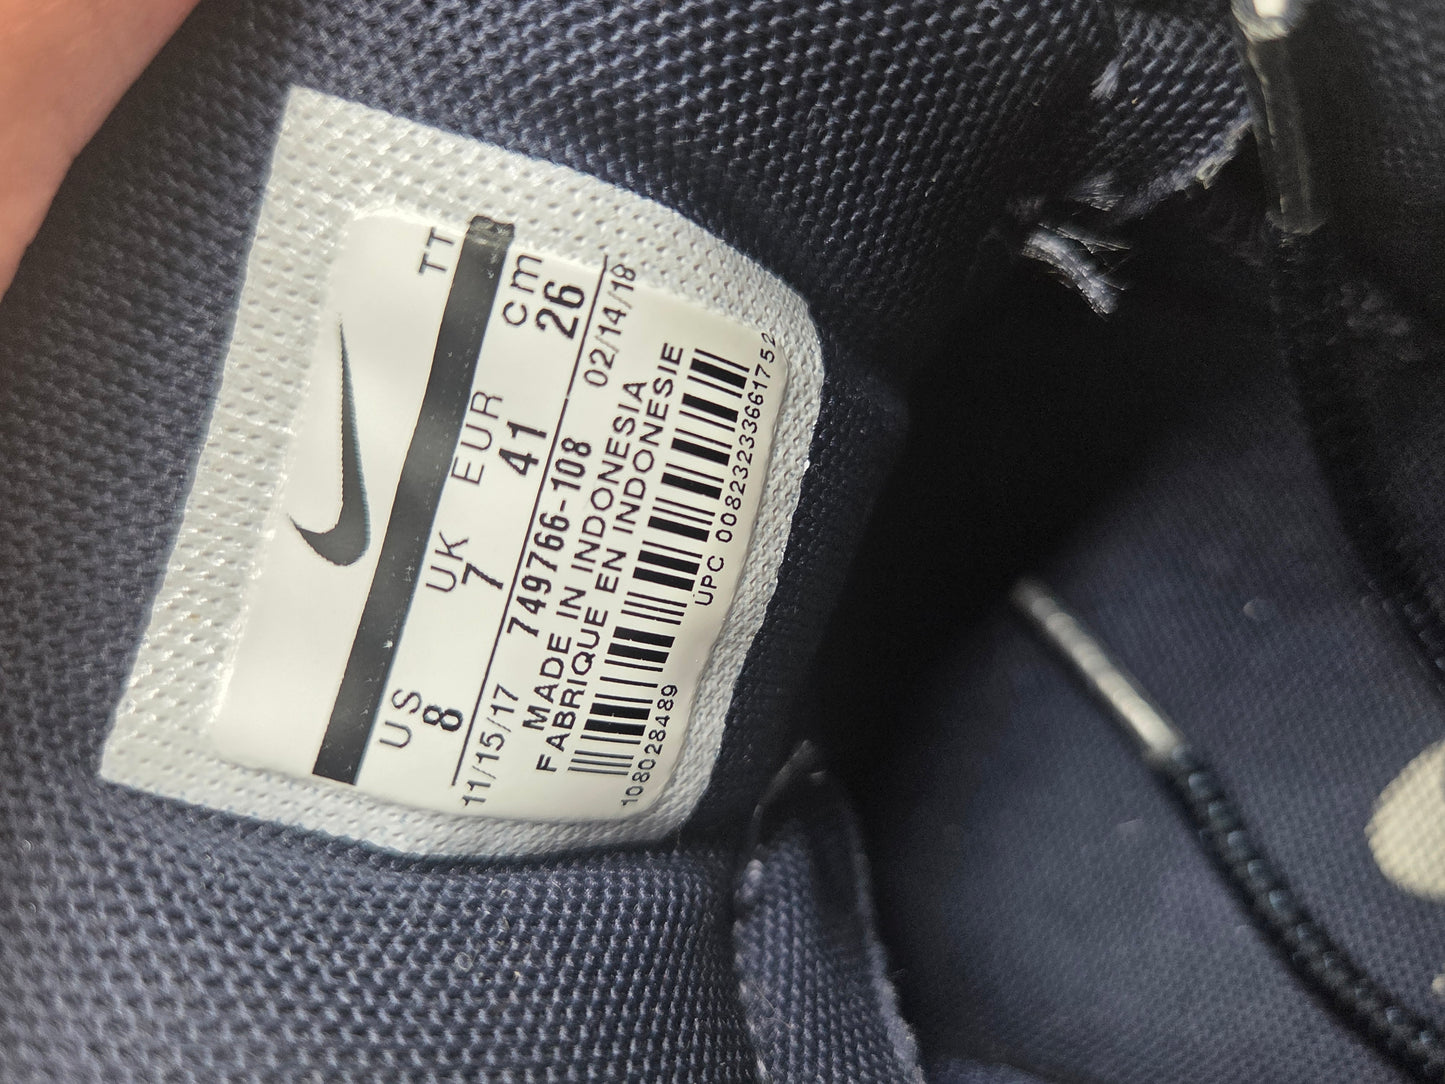 TT
US UK EUR cm
8 7 41 26
11/15/17 749766-108 02/14/18
MADE IN INDONESIA
FABRIQUE EN INDONESIE
108028489 UPC 00823233661752